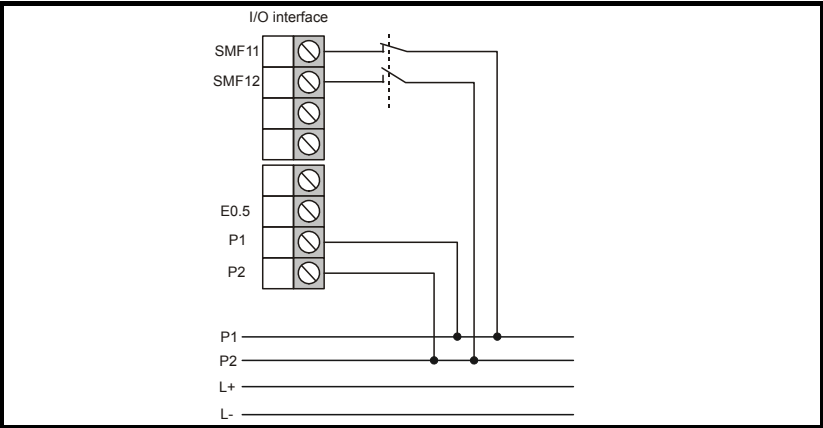 I/O interface
SMF11
SMF12
E0.5
P1
P2
P1
P2
L+
L-